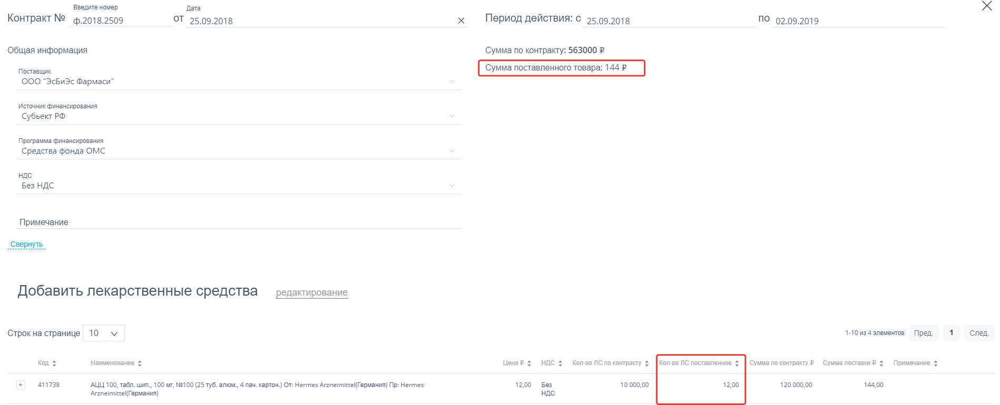 Введите номер
Контракт № ф.2018.2509 от
Дата
25.09.2018
Период действия: с 25.09.2018 по 02.09.2019
Общая информация
Поставщик
ООО "ЭсБиЭс Фармаси"
Источник финансирования
Субьект РФ
Программа финансирования
Средства фонда ОМС
НДС
Без НДС
Примечание
Свернуть
Сумма по контракту: 563000 ₽
Сумма поставленного товара: 144 ₽
Добавить лекарственные средства редактирование
Строк на странице 10
1-10 из 4 элементов Пред. 1 След.
Код Наименование Цена ₽ НДС Кол-во ЛС по контракту Кол-во ЛС поставленное Сумма по контракту ₽ Сумма поставки ₽ Примечание
+ 411738 АЦЦ 100, табл. шип., 100 мг, №100 (25 туб. алюм., 4 пач. картон.) От: Hermes Arzneimittel(Германия) Пр: Hermes 12,00 Без 10 000,00 12,00 120 000,00 144,00
Arzneimittel(Германия) НДС